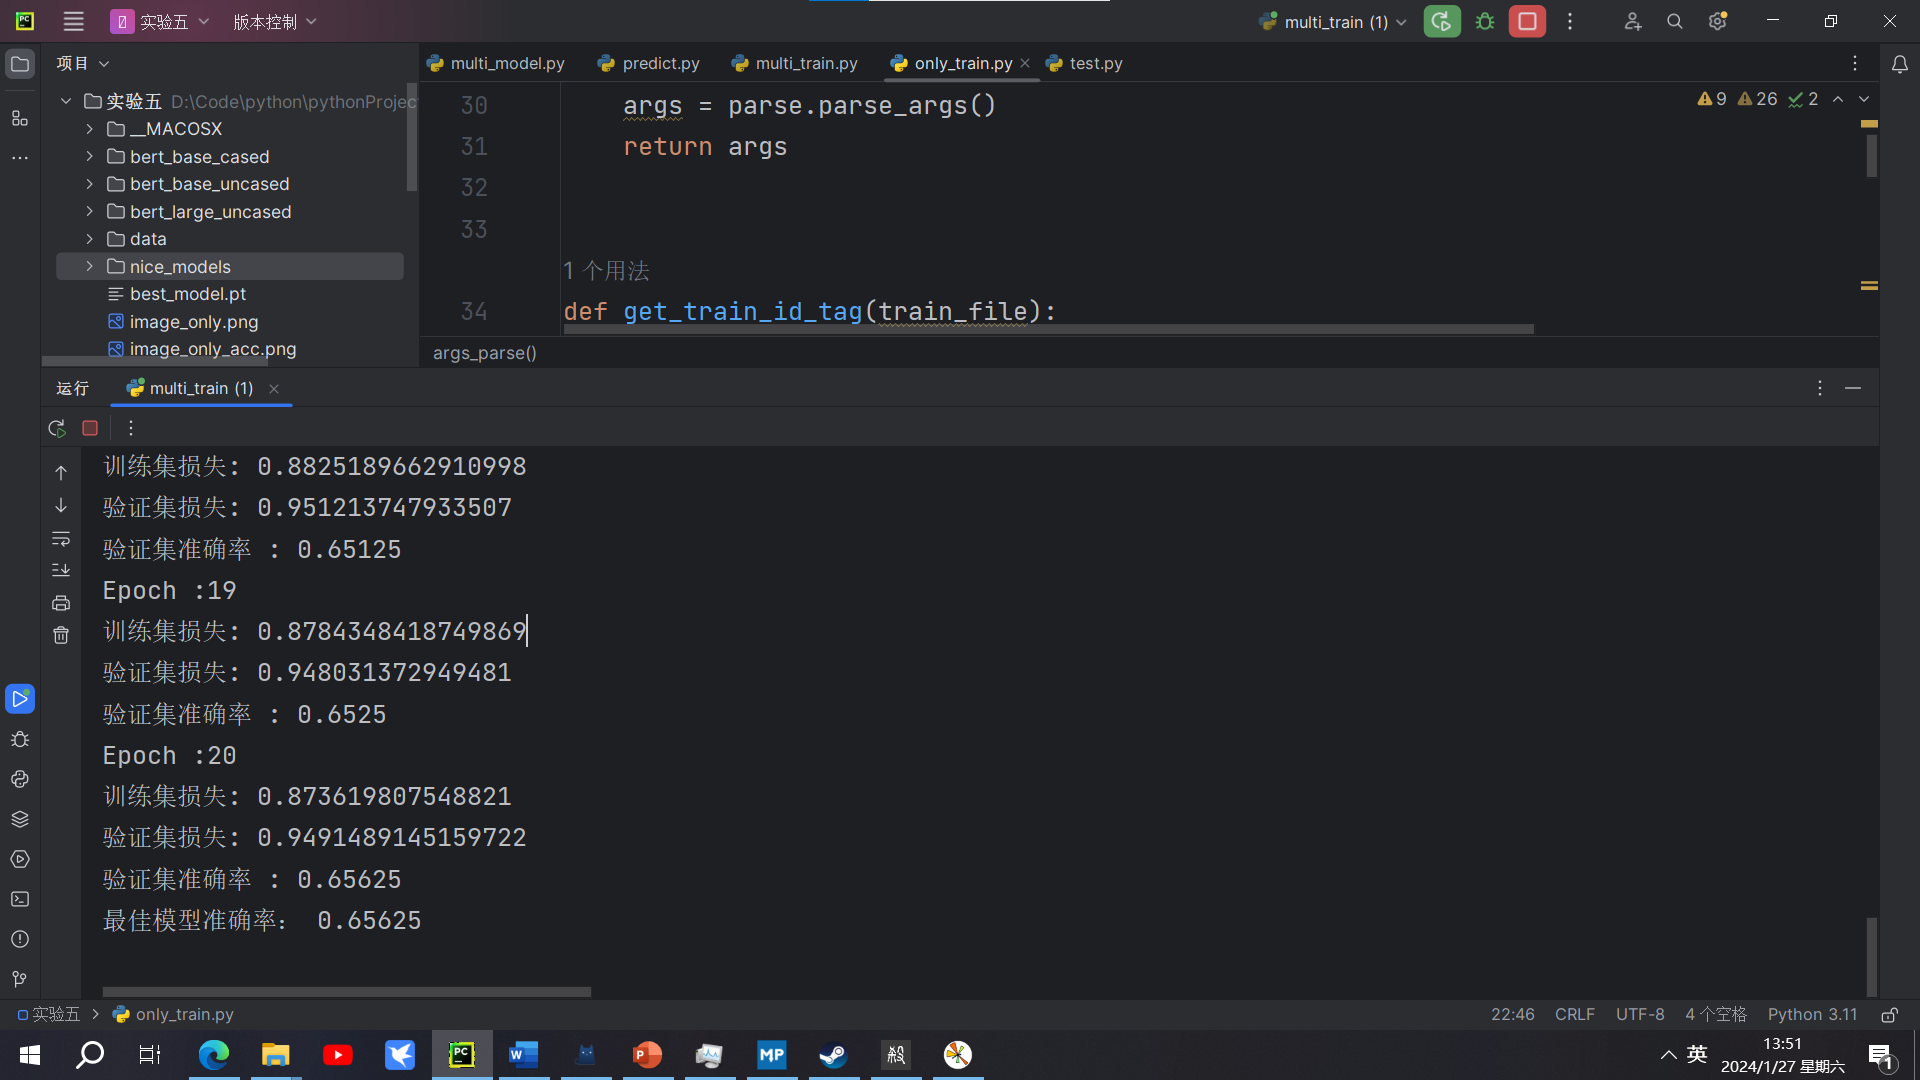 PC
实验五
版本控制
multi_train (1)
项目
multi_model.py
predict.py
multi_train.py
only_train.py
test.py
实验五 D:\Code\python\pythonProjec
__MACOSX
bert_base_cased
bert_base_uncased
bert_large_uncased
data
nice_models
best_model.pt
image_only.png
image_only_acc.png
9 26 2
30 args = parse.parse_args()
31 return args
32
33
1 个用法
34 def get_train_id_tag(train_file):
args_parse()
运行
multi_train (1)
训练集损失: 0.8825189662910998
验证集损失: 0.951213747933507
验证集准确率 : 0.65125
Epoch :19
训练集损失: 0.8784348418749869
验证集损失: 0.948031372949481
验证集准确率 : 0.6525
Epoch :20
训练集损失: 0.873619807548821
验证集损失: 0.9491489145159722
验证集准确率 : 0.65625
最佳模型准确率: 0.65625
实验五
only_train.py
22:46 CRLF UTF-8 4 个空格 Python 3.11
PC
W
P
MP
英
13:51
2024/1/27 星期六
1